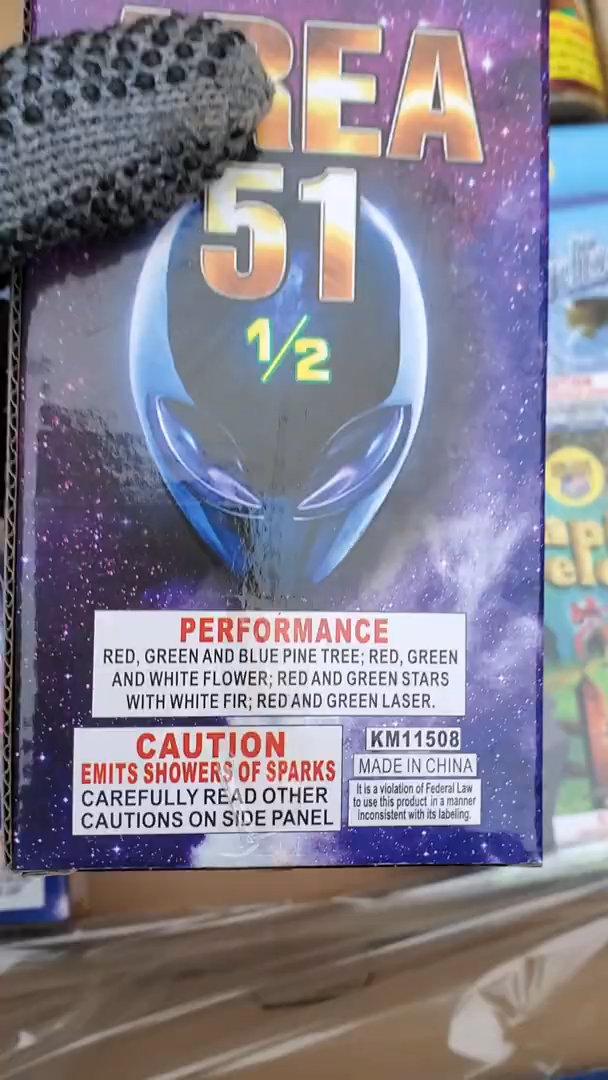 AREA
51
1/2
PERFORMANCE
RED, GREEN AND BLUE PINE TREE; RED, GREEN
AND WHITE FLOWER; RED AND GREEN STARS
WITH WHITE FIR; RED AND GREEN LASER.
CAUTION
EMITS SHOWERS OF SPARKS
CAREFULLY READ OTHER
CAUTIONS ON SIDE PANEL
KM11508
MADE IN CHINA
It is a violation of Federal Law
to use this product in a manner
inconsistent with its labeling.